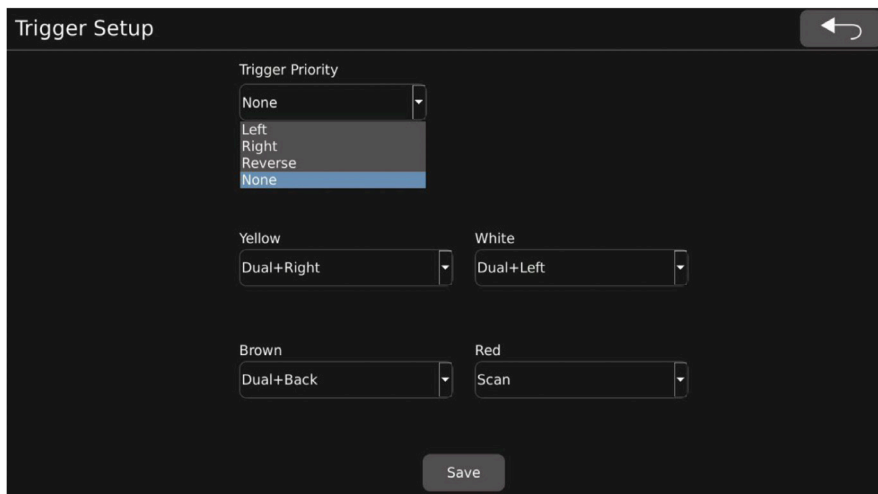 Trigger Setup
Trigger Priority
None
Left
Right
Reverse
None
Yellow
White
Dual+Right
Dual+Left
Brown
Red
Dual+Back
Scan
Save